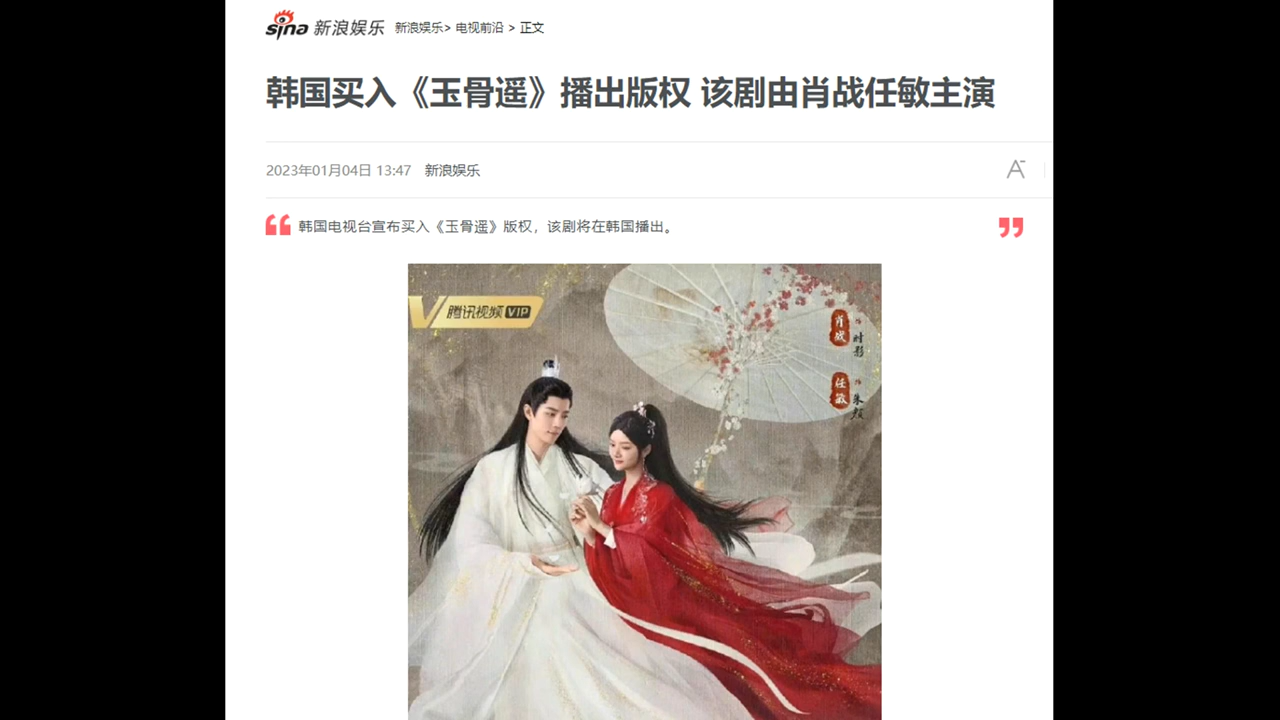 sina 新浪娱乐 新浪娱乐> 电视前沿 > 正文
韩国买入《玉骨遥》播出版权 该剧由肖战任敏主演
2023年01月04日 13:47 新浪娱乐 A
韩国电视台宣布买入《玉骨遥》版权，该剧将在韩国播出。
V 腾讯视频 VIP
肖战 饰 时影
任敏 饰 朱颜